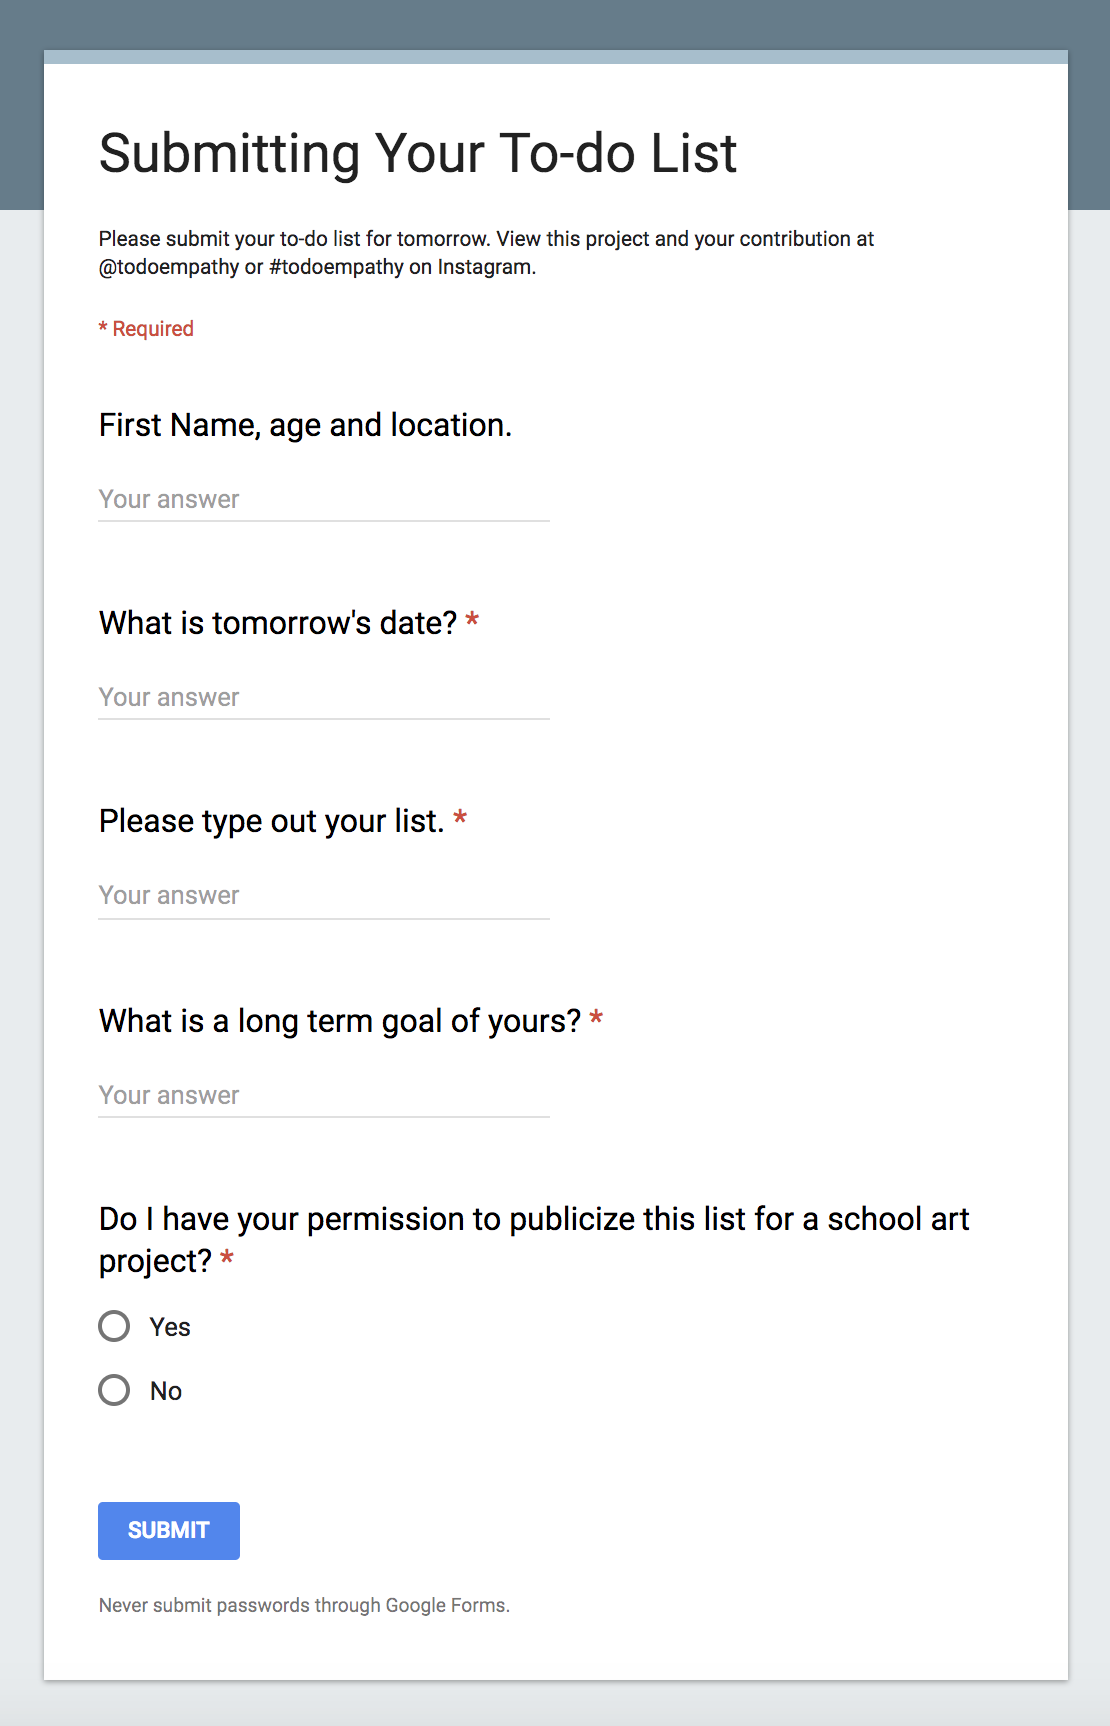 Submitting Your To-do List
Please submit your to-do list for tomorrow. View this project and your contribution at
@todoempathy or #todoempathy on Instagram.
* Required
First Name, age and location.
Your answer
What is tomorrow's date? *
Your answer
Please type out your list. *
Your answer
What is a long term goal of yours? *
Your answer
Do I have your permission to publicize this list for a school art
project? *
Yes
No
SUBMIT
Never submit passwords through Google Forms.